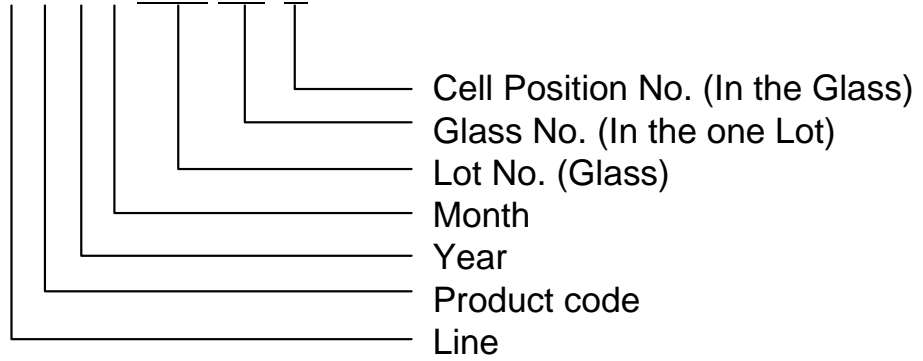 Cell Position No. (In the Glass)
Glass No. (In the one Lot)
Lot No. (Glass)
Month
Year
Product code
Line